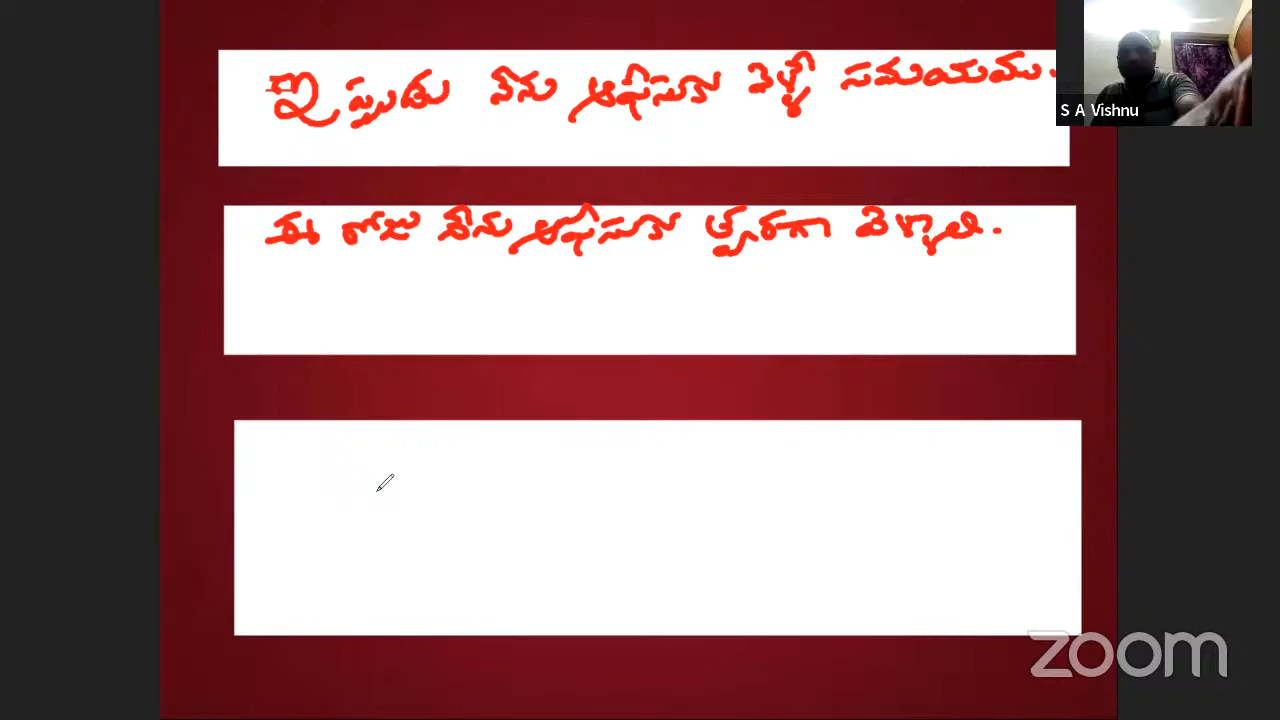 ఇప్పుడు నేను ఆఫీసుకు వెళ్ళే సమయము.
S A Vishnu
ఈ రోజు నేను ఆఫీసుకు త్వరగా వెళ్ళాలి.
zoom